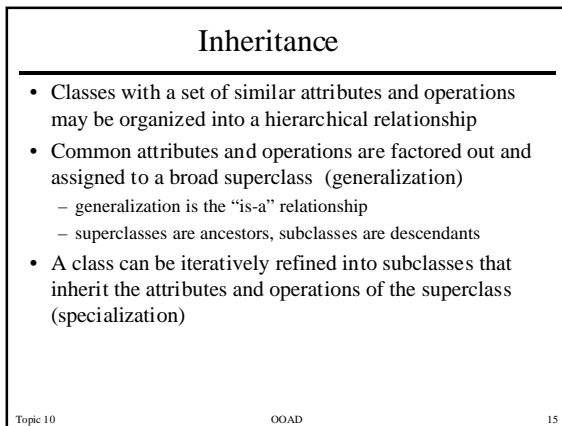 Inheritance
• Classes with a set of similar attributes and operations
may be organized into a hierarchical relationship
• Common attributes and operations are factored out and
assigned to a broad superclass (generalization)
– generalization is the “is-a” relationship
– superclasses are ancestors, subclasses are descendants
• A class can be iteratively refined into subclasses that
inherit the attributes and operations of the superclass
(specialization)
Topic 10 OOAD 15